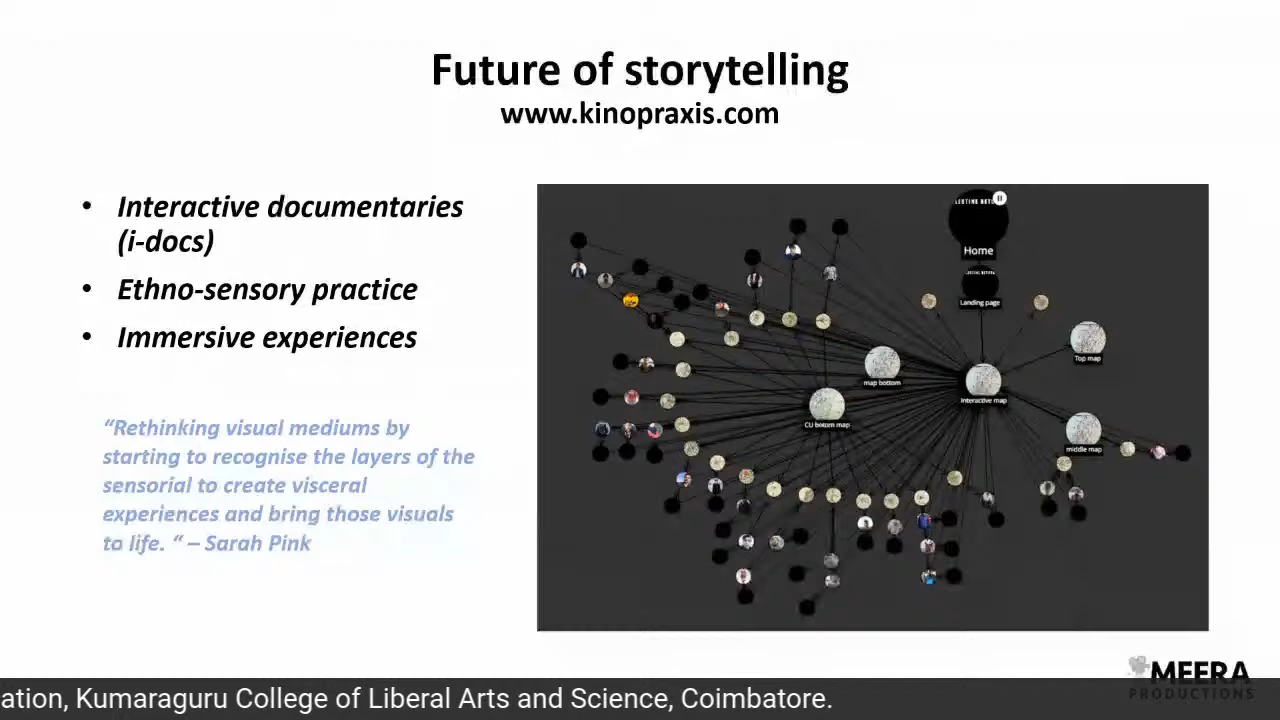 Future of storytelling
www.kinopraxis.com
• Interactive documentaries
(i-docs)
• Ethno-sensory practice
• Immersive experiences
“Rethinking visual mediums by
starting to recognise the layers of the
sensorial to create visceral
experiences and bring those visuals
to life. “ – Sarah Pink
Home
Landing page
Top map
map bottom
Interactive map
CU bottom map
middle map
MEERA
PRODUCTIONS
ation, Kumaraguru College of Liberal Arts and Science, Coimbatore.